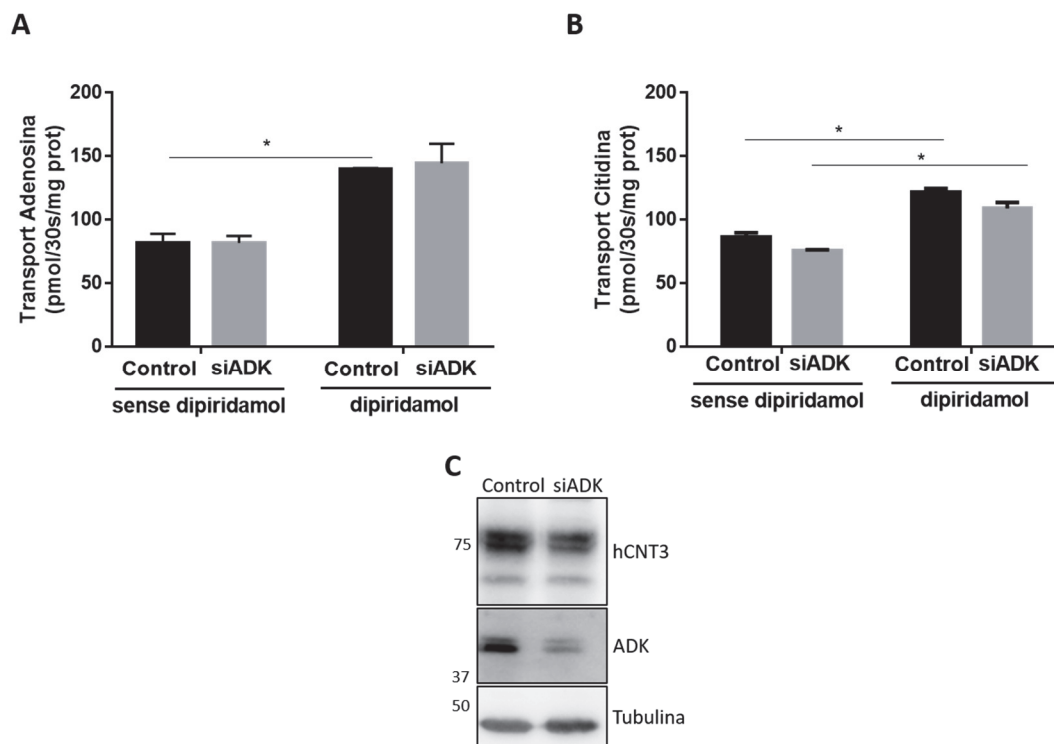 A
Transport Adenosina
(pmol/30s/mg prot)
200
150
100
50
0
*
Control siADK Control siADK
sense dipiridamol dipiridamol
B
Transport Citidina
(pmol/30s/mg prot)
200
150
100
50
0
*
*
Control siADK Control siADK
sense dipiridamol dipiridamol
C
Control siADK
75
hCNT3
ADK
37
50
Tubulina